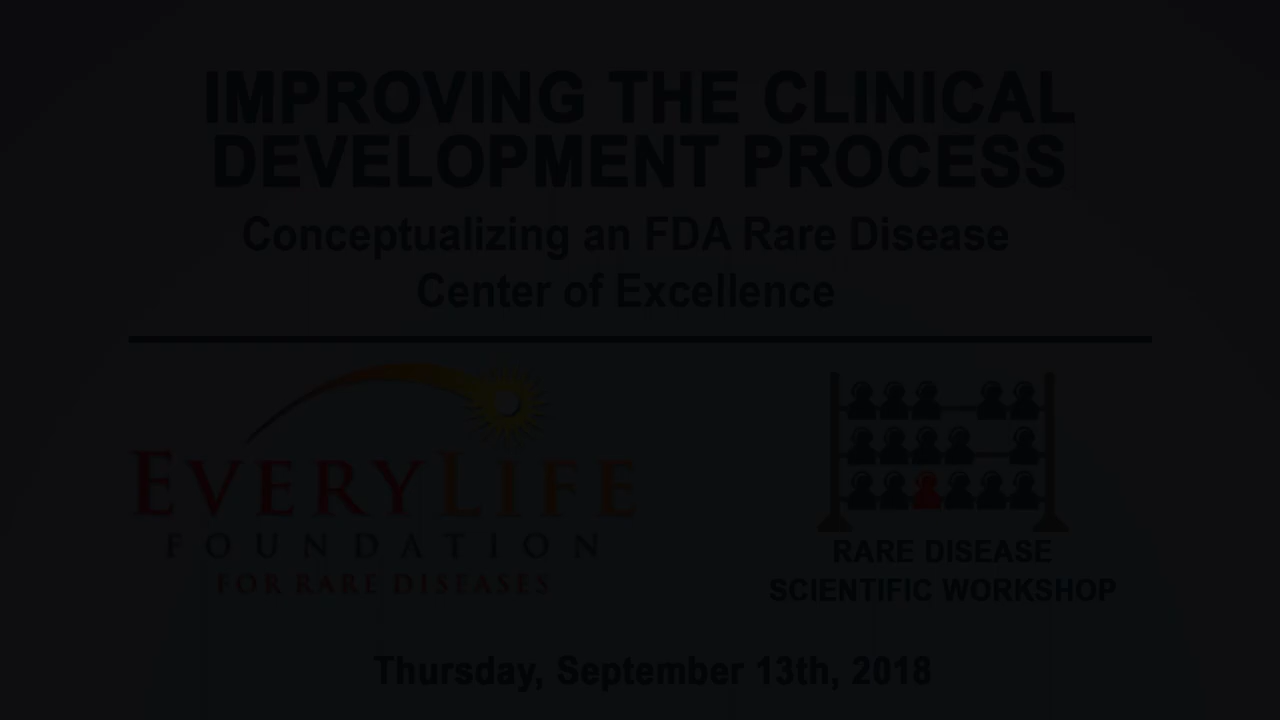 IMPROVING THE CLINICAL
DEVELOPMENT PROCESS
Conceptualizing an FDA Rare Disease
Center of Excellence
EVERYLIFE
FOUNDATION
FOR RARE DISEASES
RARE DISEASE
SCIENTIFIC WORKSHOP
Thursday, September 13th, 2018